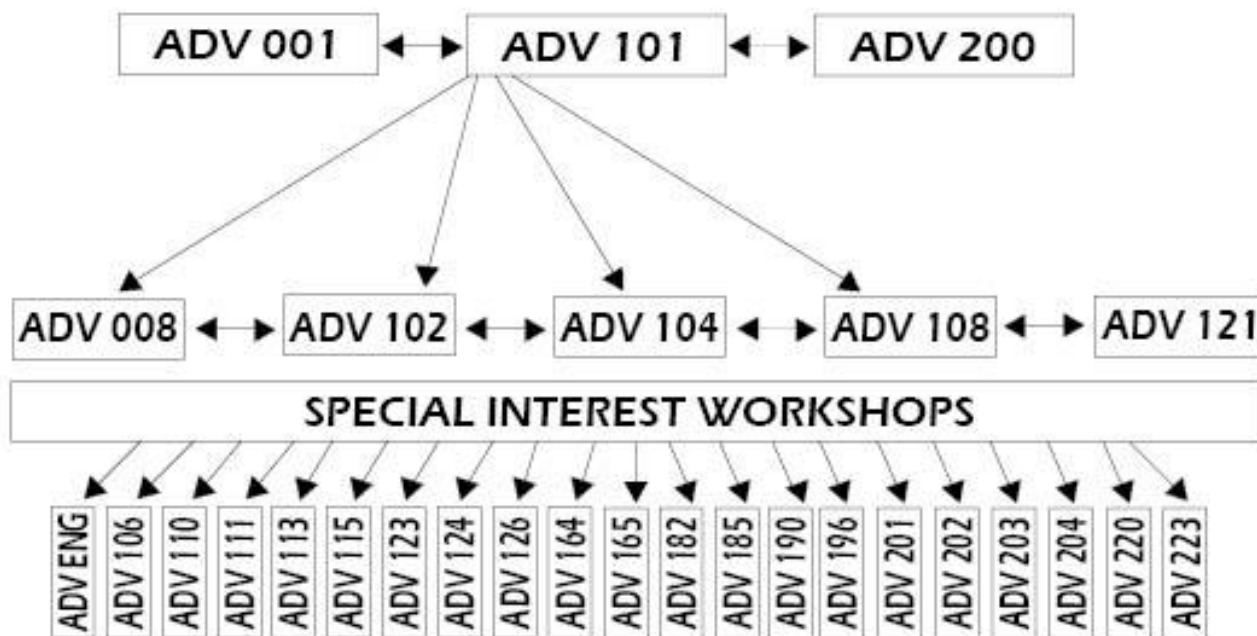 ADV 001 ADV 101 ADV 200
ADV 008 ADV 102 ADV 104 ADV 108 ADV 121
SPECIAL INTEREST WORKSHOPS
ADV ENG
ADV 106
ADV 110
ADV 111
ADV 113
ADV 115
ADV 123
ADV 124
ADV 126
ADV 164
ADV 165
ADV 182
ADV 185
ADV 190
ADV 196
ADV 201
ADV 202
ADV 203
ADV 204
ADV 220
ADV 223